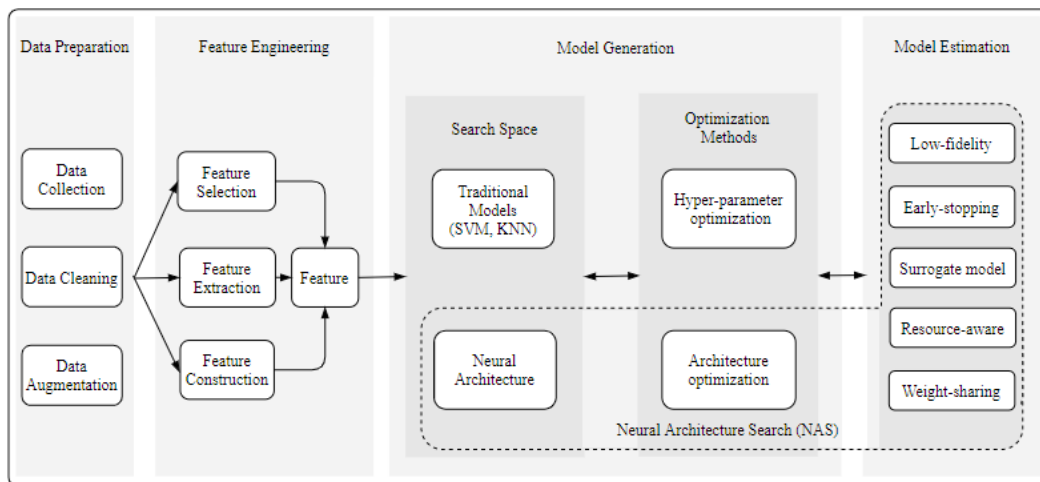 Data Preparation
Feature Engineering
Model Generation
Model Estimation
Data
Collection
Data Cleaning
Data
Augmentation
Feature
Selection
Feature
Extraction
Feature
Construction
Feature
Search Space
Traditional
Models
(SVM, KNN)
Neural
Architecture
Optimization
Methods
Hyper-parameter
optimization
Architecture
optimization
Neural Architecture Search (NAS)
Low-fidelity
Early-stopping
Surrogate model
Resource-aware
Weight-sharing